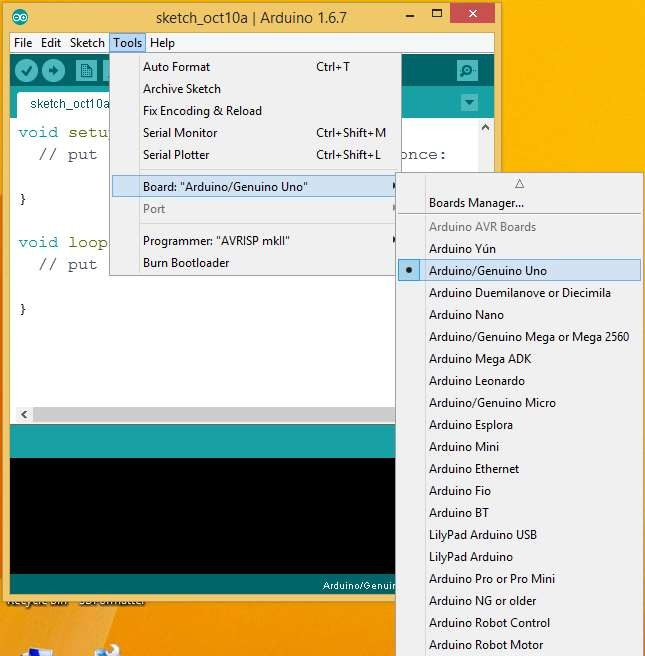 sketch_oct10a | Arduino 1.6.7
File Edit Sketch Tools Help
Auto Format Ctrl+T
Archive Sketch
Fix Encoding & Reload
Serial Monitor Ctrl+Shift+M
Serial Plotter Ctrl+Shift+L
Board: "Arduino/Genuino Uno"
Port
Programmer: "AVRISP mkII"
Burn Bootloader
sketch_oct10a
void setu
// put once:
}
void loop
// put
}
Boards Manager...
Arduino AVR Boards
Arduino Yún
Arduino/Genuino Uno
Arduino Duemilanove or Diecimila
Arduino Nano
Arduino/Genuino Mega or Mega 2560
Arduino Mega ADK
Arduino Leonardo
Arduino/Genuino Micro
Arduino Esplora
Arduino Mini
Arduino Ethernet
Arduino Fio
Arduino BT
LilyPad Arduino USB
LilyPad Arduino
Arduino Pro or Pro Mini
Arduino NG or older
Arduino Robot Control
Arduino Robot Motor
Arduino/Genui
Recycle Bin SDFormatter